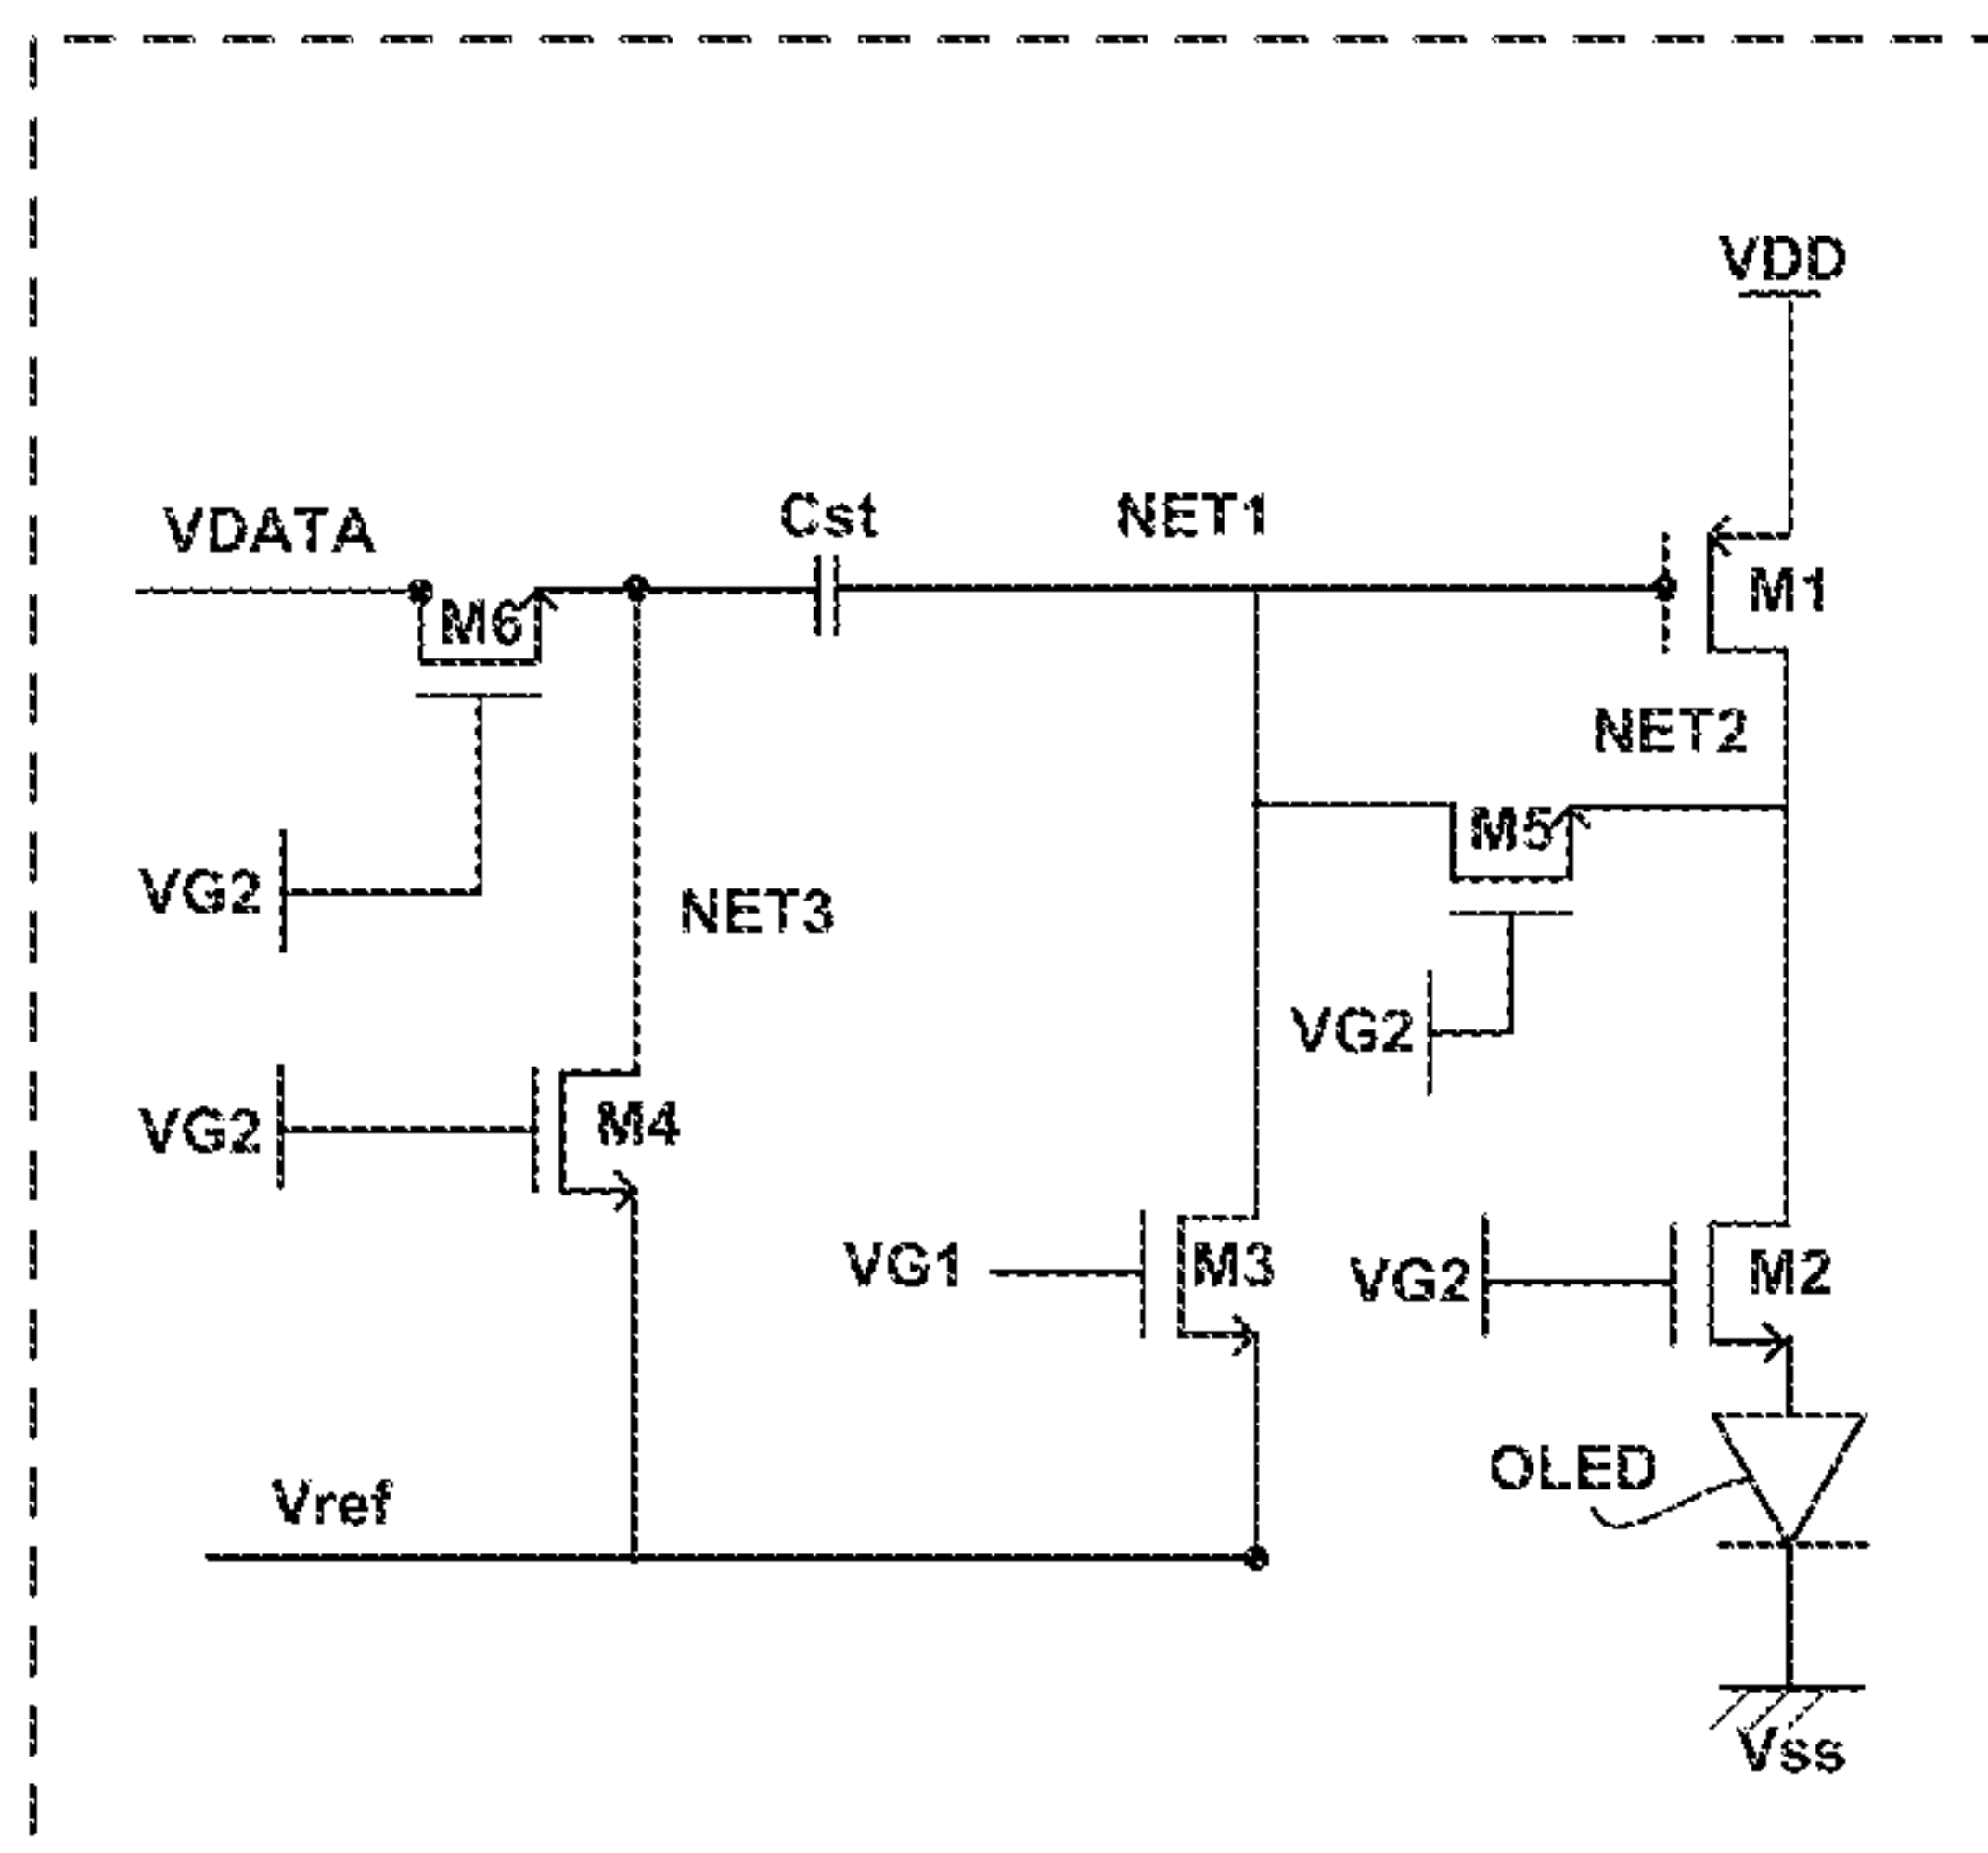 VDD
VDATA
Cst
NET1
M6
M1
NET2
M5
VG2
NET3
VG2
VG2
M4
VG1
M3
VG2
M2
OLED
Vref
Vss